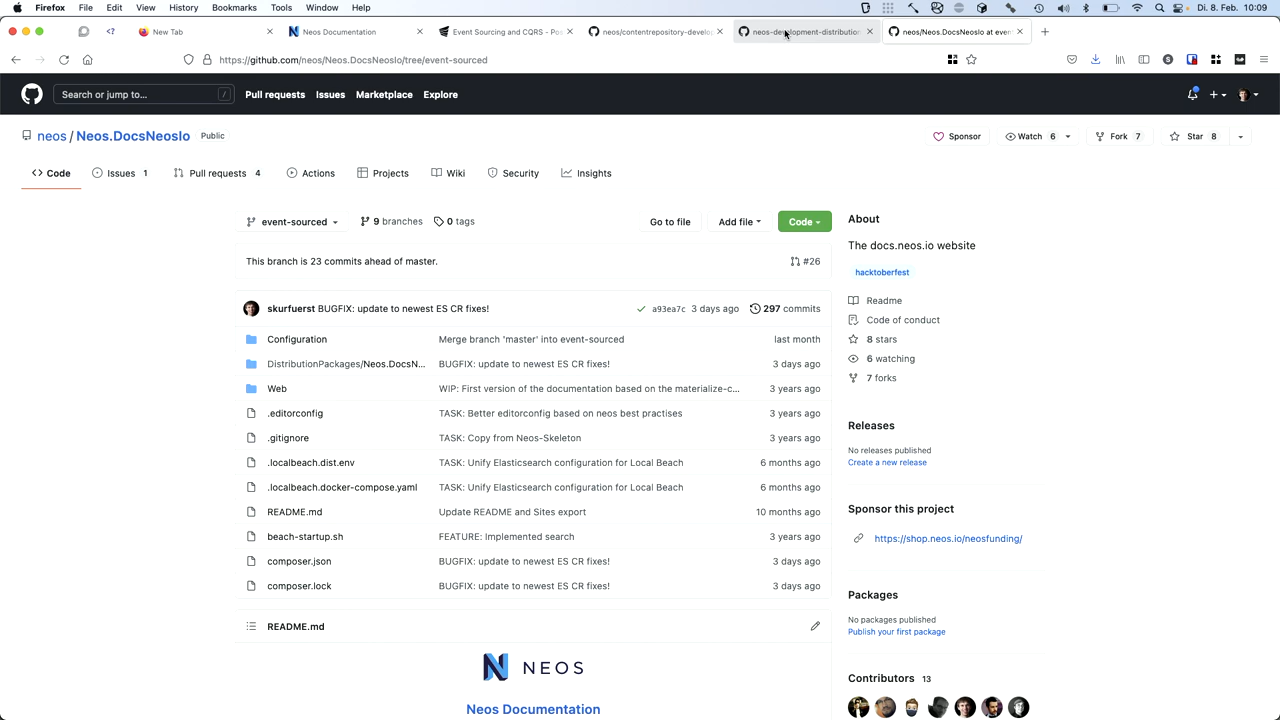 Firefox File Edit View History Bookmarks Tools Window Help Di. 8. Feb. 10:09
New Tab Neos Documentation Event Sourcing and CQRS - Pos neos/contentrepository-develop neos-development-distribution neos/Neos.DocsNeosIo at even
https://github.com/neos/Neos.DocsNeosIo/tree/event-sourced
Search or jump to... / Pull requests Issues Marketplace Explore
neos / Neos.DocsNeosIo Public Sponsor Watch 6 Fork 7 Star 8
Code Issues 1 Pull requests 4 Actions Projects Wiki Security Insights
event-sourced 9 branches 0 tags Go to file Add file Code
This branch is 23 commits ahead of master. #26
skurfuerst BUGFIX: update to newest ES CR fixes! a93ea7c 3 days ago 297 commits
Configuration Merge branch 'master' into event-sourced last month
DistributionPackages/Neos.DocsN... BUGFIX: update to newest ES CR fixes! 3 days ago
Web WIP: First version of the documentation based on the materialize-c... 3 years ago
.editorconfig TASK: Better editorconfig based on neos best practises 3 years ago
.gitignore TASK: Copy from Neos-Skeleton 3 years ago
.localbeach.dist.env TASK: Unify Elasticsearch configuration for Local Beach 6 months ago
.localbeach.docker-compose.yaml TASK: Unify Elasticsearch configuration for Local Beach 6 months ago
README.md Update README and Sites export 10 months ago
beach-startup.sh FEATURE: Implemented search 3 years ago
composer.json BUGFIX: update to newest ES CR fixes! 3 days ago
composer.lock BUGFIX: update to newest ES CR fixes! 3 days ago
README.md
NEOS
Neos Documentation
About
The docs.neos.io website
hacktoberfest
Readme
Code of conduct
8 stars
6 watching
7 forks
Releases
No releases published
Create a new release
Sponsor this project
https://shop.neos.io/neosfunding/
Packages
No packages published
Publish your first package
Contributors 13